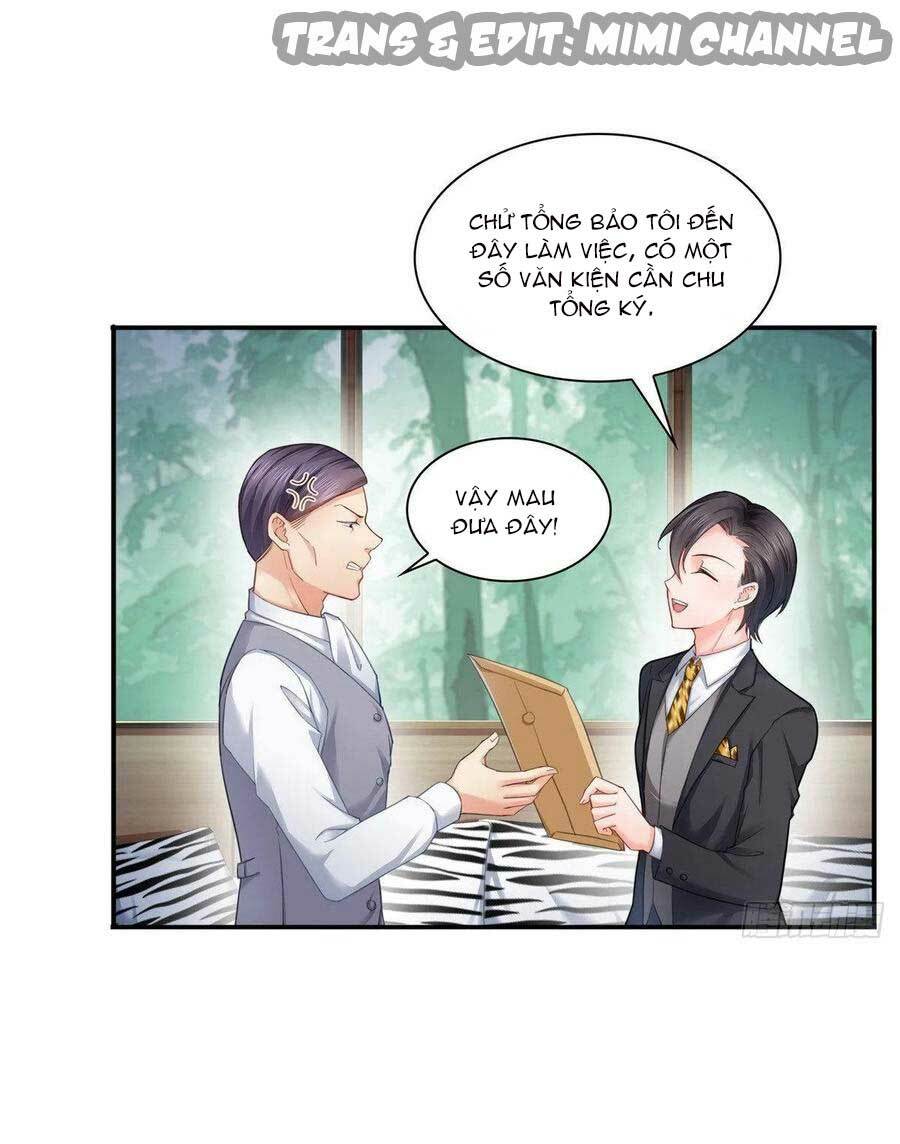 TRANS & EDIT: MIMI CHANNEL
CHỬ TỔNG BẢO TÔI ĐẾN
ĐÂY LÀM VIỆC, CÓ MỘT
SỐ VĂN KIỆN CẦN CHU
TỔNG KÝ.
VẬY MAU
ĐƯA ĐÂY!